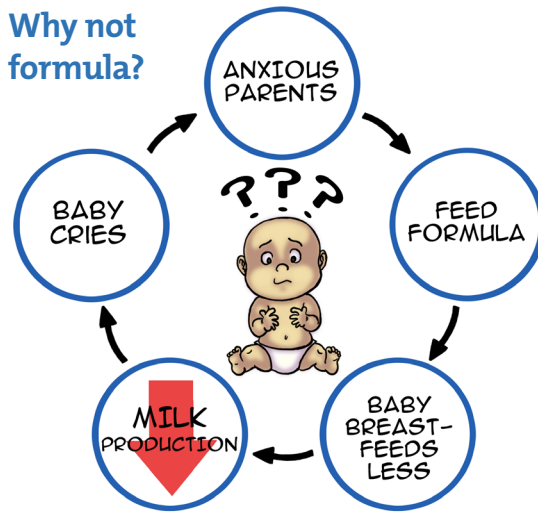 Why not
formula?
ANXIOUS
PARENTS
FEED
FORMULA
BABY
BREAST-
FEEDS
LESS
MILK
PRODUCTION
BABY
CRIES
? ? ?